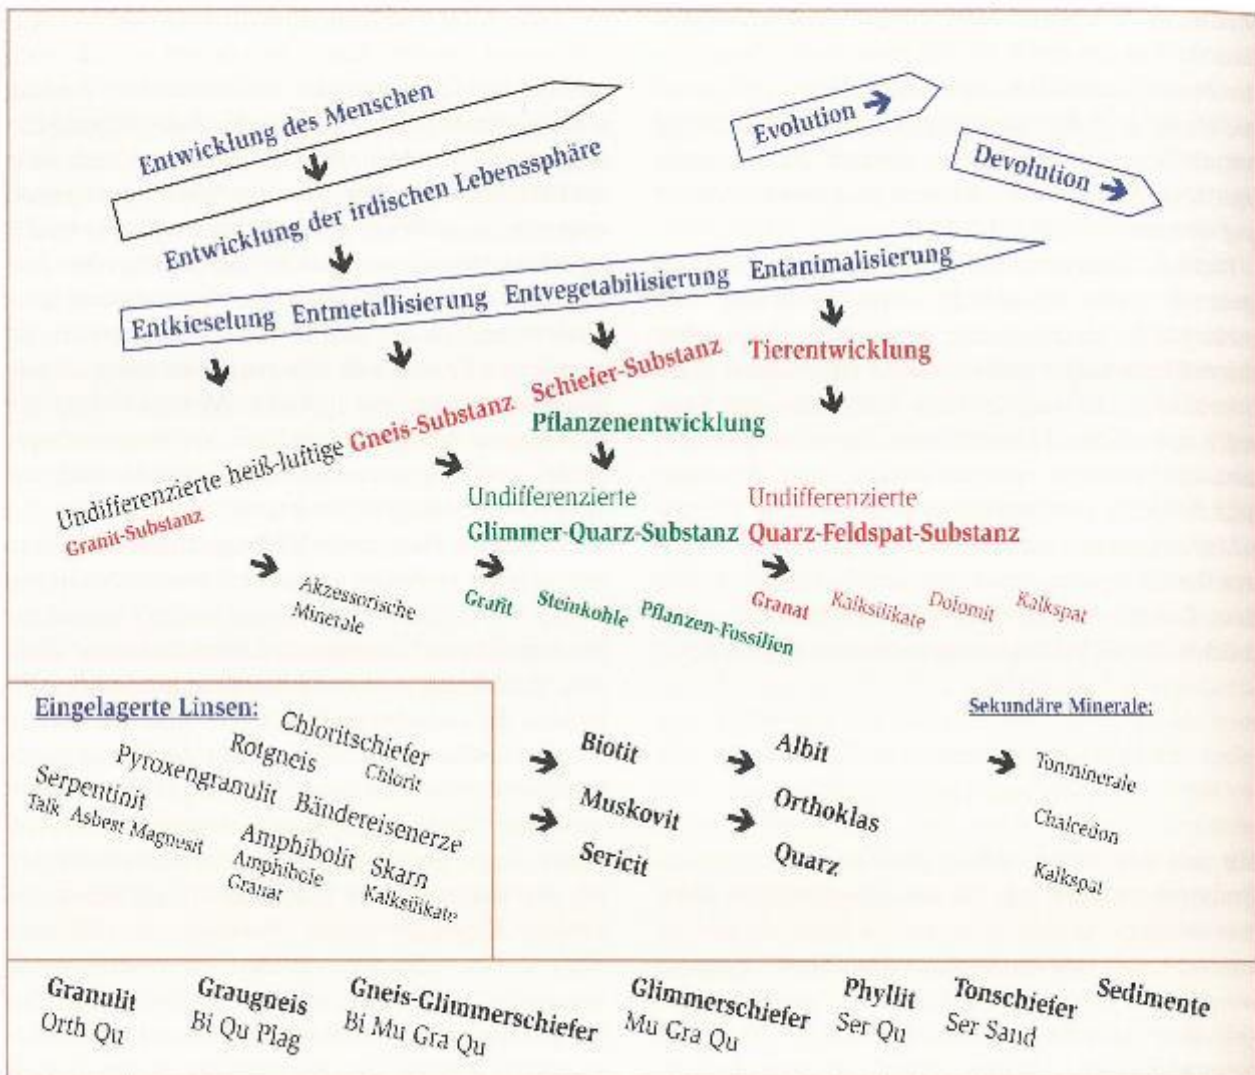 Entwicklung des Menschen
Evolution
Devolution
Entwicklung der irdischen Lebenssphäre
Entkieselung Entmetallisierung Entvegetabilisierung Entanimalisierung
Undifferenzierte heiß-luftige Gneis-Substanz Schiefer-Substanz
Granit-Substanz
Tierentwicklung
Pflanzenentwicklung
Undifferenzierte
Glimmer-Quarz-Substanz
Undifferenzierte
Quarz-Feldspat-Substanz
Akzessorische
Minerale
Grafit Steinkohle Pflanzen-Fossilien
Granat Kalksilikate Dolomit Kalkspat
Eingelagerte Linsen:
Chloritschiefer
Chlorit
Rotgneis
Pyroxengranulit Bändereisenerze
Serpentinit
Talk Asbest Magnesit
Amphibolit Skarn
Amphibole
Granat
Kalksilikate
Biotit
Muskovit
Sericit
Albit
Orthoklas
Quarz
Sekundäre Minerale:
Tonminerale
Chalcedon
Kalkspat
Granulit Graugneis Gneis-Glimmerschiefer Glimmerschiefer Phyllit Tonschiefer Sedimente
Orth Qu Bi Qu Plag Bi Mu Gra Qu Mu Gra Qu Ser Qu Ser Sand